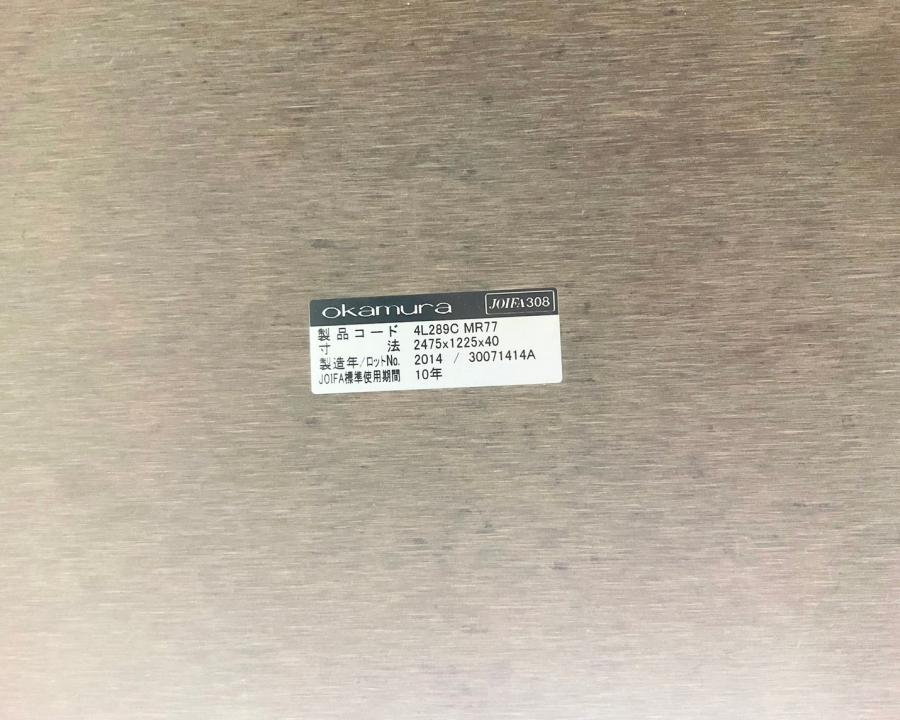 okamura JOIFA308
製品コード 4L289C MR77
寸法 2475x1225x40
製造年/ロットNo. 2014 / 30071414A
JOIFA標準使用期間 10年